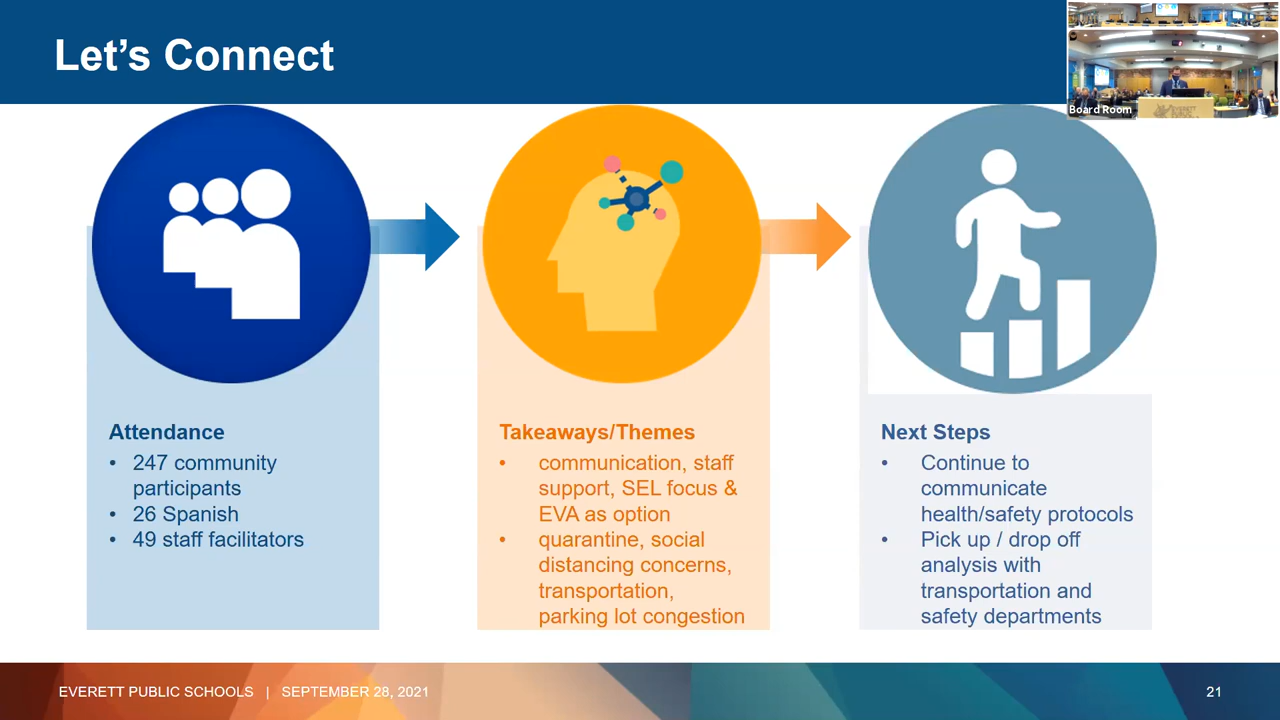 Let's Connect
Board Room
Attendance
• 247 community
participants
• 26 Spanish
• 49 staff facilitators
Takeaways/Themes
• communication, staff
support, SEL focus &
EVA as option
• quarantine, social
distancing concerns,
transportation,
parking lot congestion
Next Steps
• Continue to
communicate
health/safety protocols
• Pick up / drop off
analysis with
transportation and
safety departments
EVERETT PUBLIC SCHOOLS | SEPTEMBER 28, 2021
21